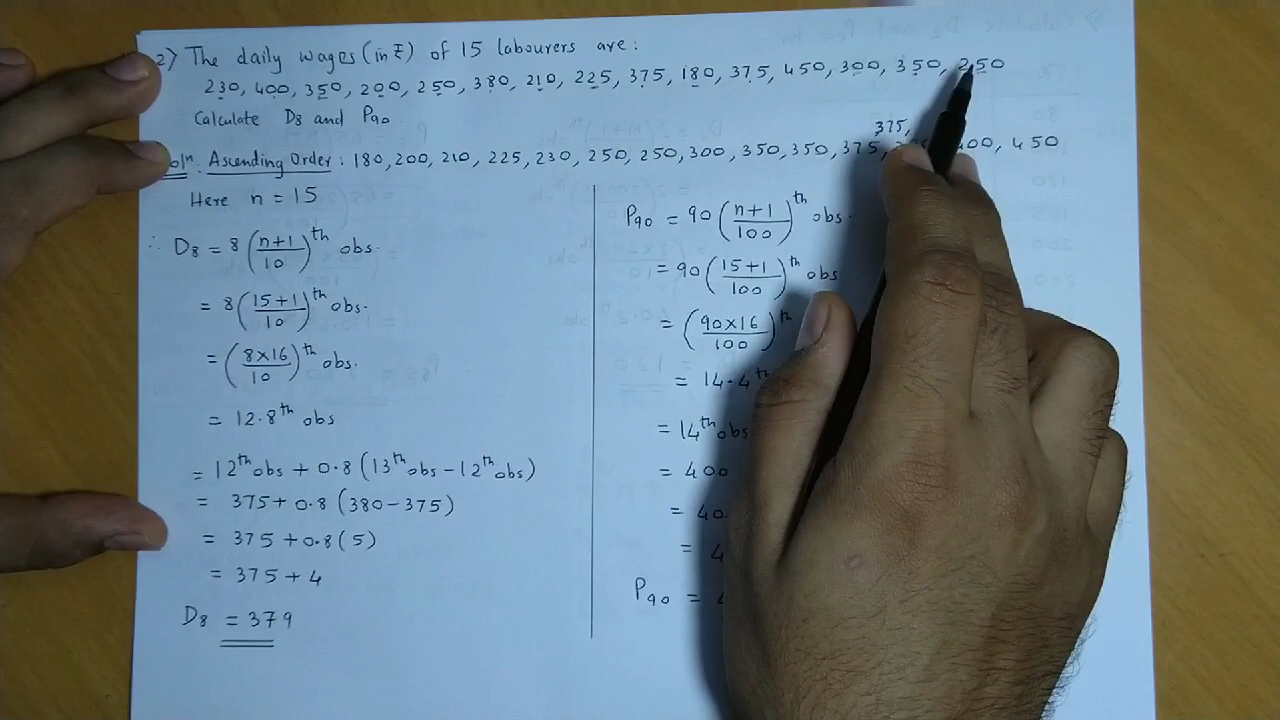 2) The daily wages (in ₹) of 15 labourers are:
230, 400, 350, 200, 250, 380, 210, 225, 375, 180, 375, 450, 300, 350, 250
Calculate D8 and P90
Solⁿ: Ascending Order: 180, 200, 210, 225, 230, 250, 250, 300, 350, 350, 375, 400, 450
375,
Here n = 15
∴ D8 = 8 ((n+1)/10)th obs.
= 8 ((15+1)/10)th obs.
= ((8×16)/10)th obs.
= 12.8th obs
= 12th obs + 0.8 (13th obs - 12th obs)
= 375 + 0.8 (380 - 375)
= 375 + 0.8 (5)
= 375 + 4
D8 = 379
P90 = 90 ((n+1)/100)th obs.
= 90 ((15+1)/100)th obs
= ((90×16)/100)th
= 14.4th
= 14th obs
= 400
= 40
= 4
P90 =